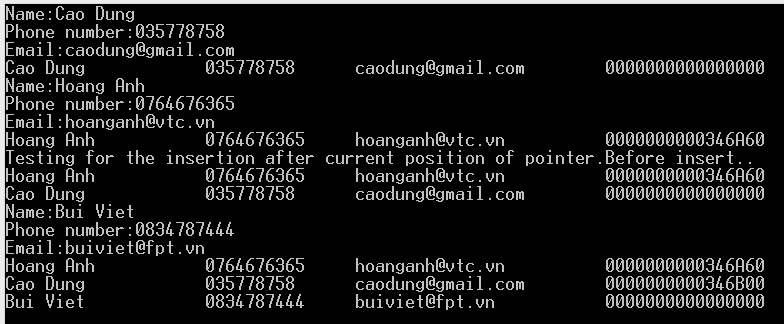 Name:Cao Dung
Phone number:035778758
Email:caodung@gmail.com
Cao Dung 035778758 caodung@gmail.com 0000000000000000
Name:Hoang Anh
Phone number:0764676365
Email:hoanganh@vtc.vn
Hoang Anh 0764676365 hoanganh@vtc.vn 0000000000346A60
Testing for the insertion after current position of pointer.Before insert..
Hoang Anh 0764676365 hoanganh@vtc.vn 0000000000346A60
Cao Dung 035778758 caodung@gmail.com 0000000000000000
Name:Bui Viet
Phone number:0834787444
Email:buiviet@fpt.vn
Hoang Anh 0764676365 hoanganh@vtc.vn 0000000000346A60
Cao Dung 035778758 caodung@gmail.com 0000000000346B00
Bui Viet 0834787444 buiviet@fpt.vn 0000000000000000